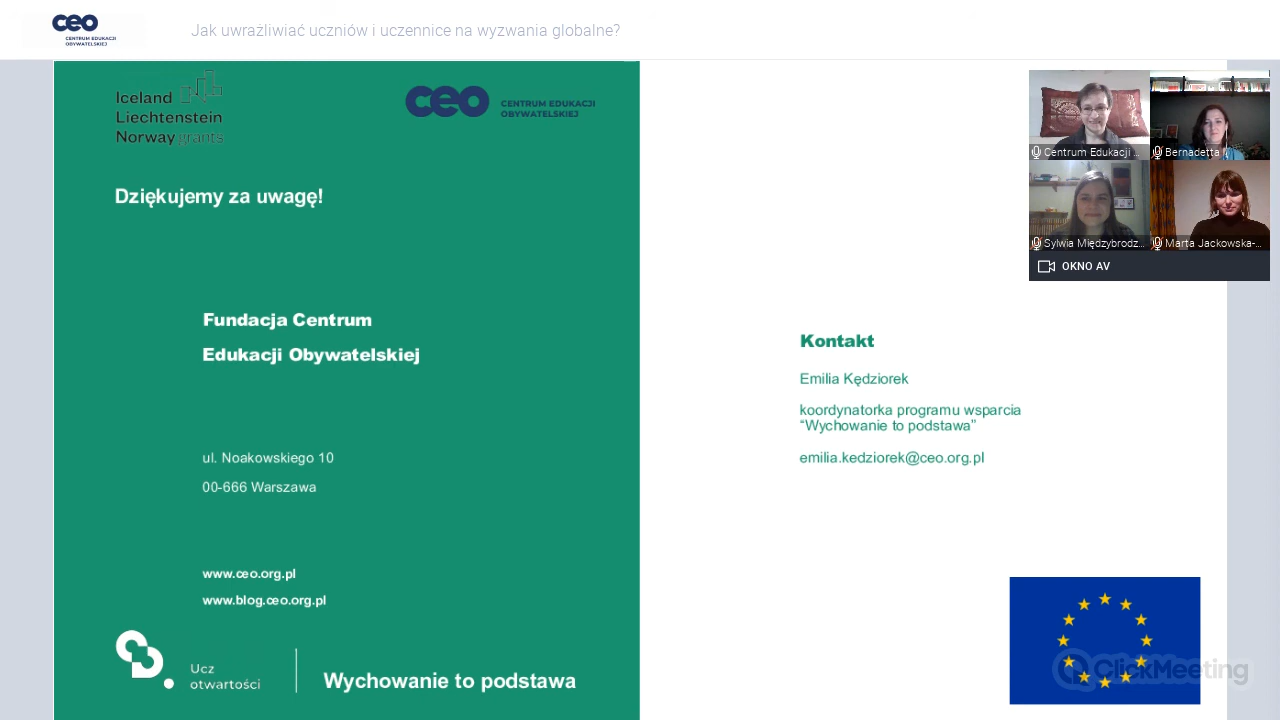 ceo
CENTRUM EDUKACJI
OBYWATELSKIEJ
Jak uwrażliwiać uczniów i uczennice na wyzwania globalne?
Iceland
Liechtenstein
Norway grants
ceo
CENTRUM EDUKACJI
OBYWATELSKIEJ
Dziękujemy za uwagę!
Fundacja Centrum
Edukacji Obywatelskiej
ul. Noakowskiego 10
00-666 Warszawa
www.ceo.org.pl
www.blog.ceo.org.pl
Ucz
otwartości
Wychowanie to podstawa
Centrum Edukacji ...
Bernadetta
Sylwia Międzybrodz...
Marta Jackowska-...
OKNO AV
Kontakt
Emilia Kędziorek
koordynatorka programu wsparcia
“Wychowanie to podstawa”
emilia.kedziorek@ceo.org.pl
ClickMeeting